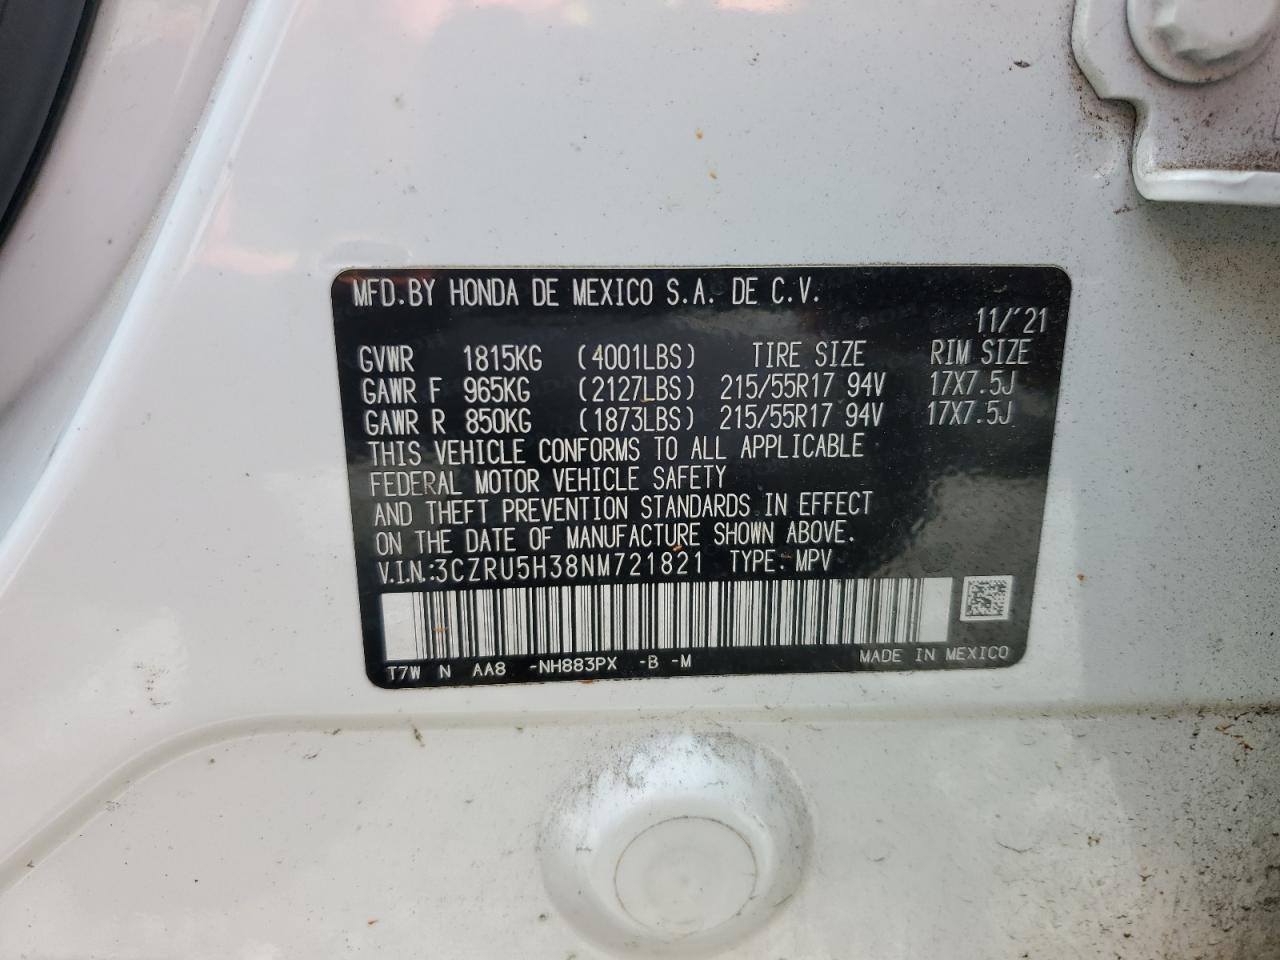 MFD.BY HONDA DE MEXICO S.A. DE C.V.
11/'21
GVWR 1815KG (4001LBS) TIRE SIZE RIM SIZE
GAWR F 965KG (2127LBS) 215/55R17 94V 17X7.5J
GAWR R 850KG (1873LBS) 215/55R17 94V 17X7.5J
THIS VEHICLE CONFORMS TO ALL APPLICABLE
FEDERAL MOTOR VEHICLE SAFETY
AND THEFT PREVENTION STANDARDS IN EFFECT
ON THE DATE OF MANUFACTURE SHOWN ABOVE.
V.I.N.:3CZRU5H38NM721821 TYPE: MPV
T7W N AA8 -NH883PX -B -M MADE IN MEXICO